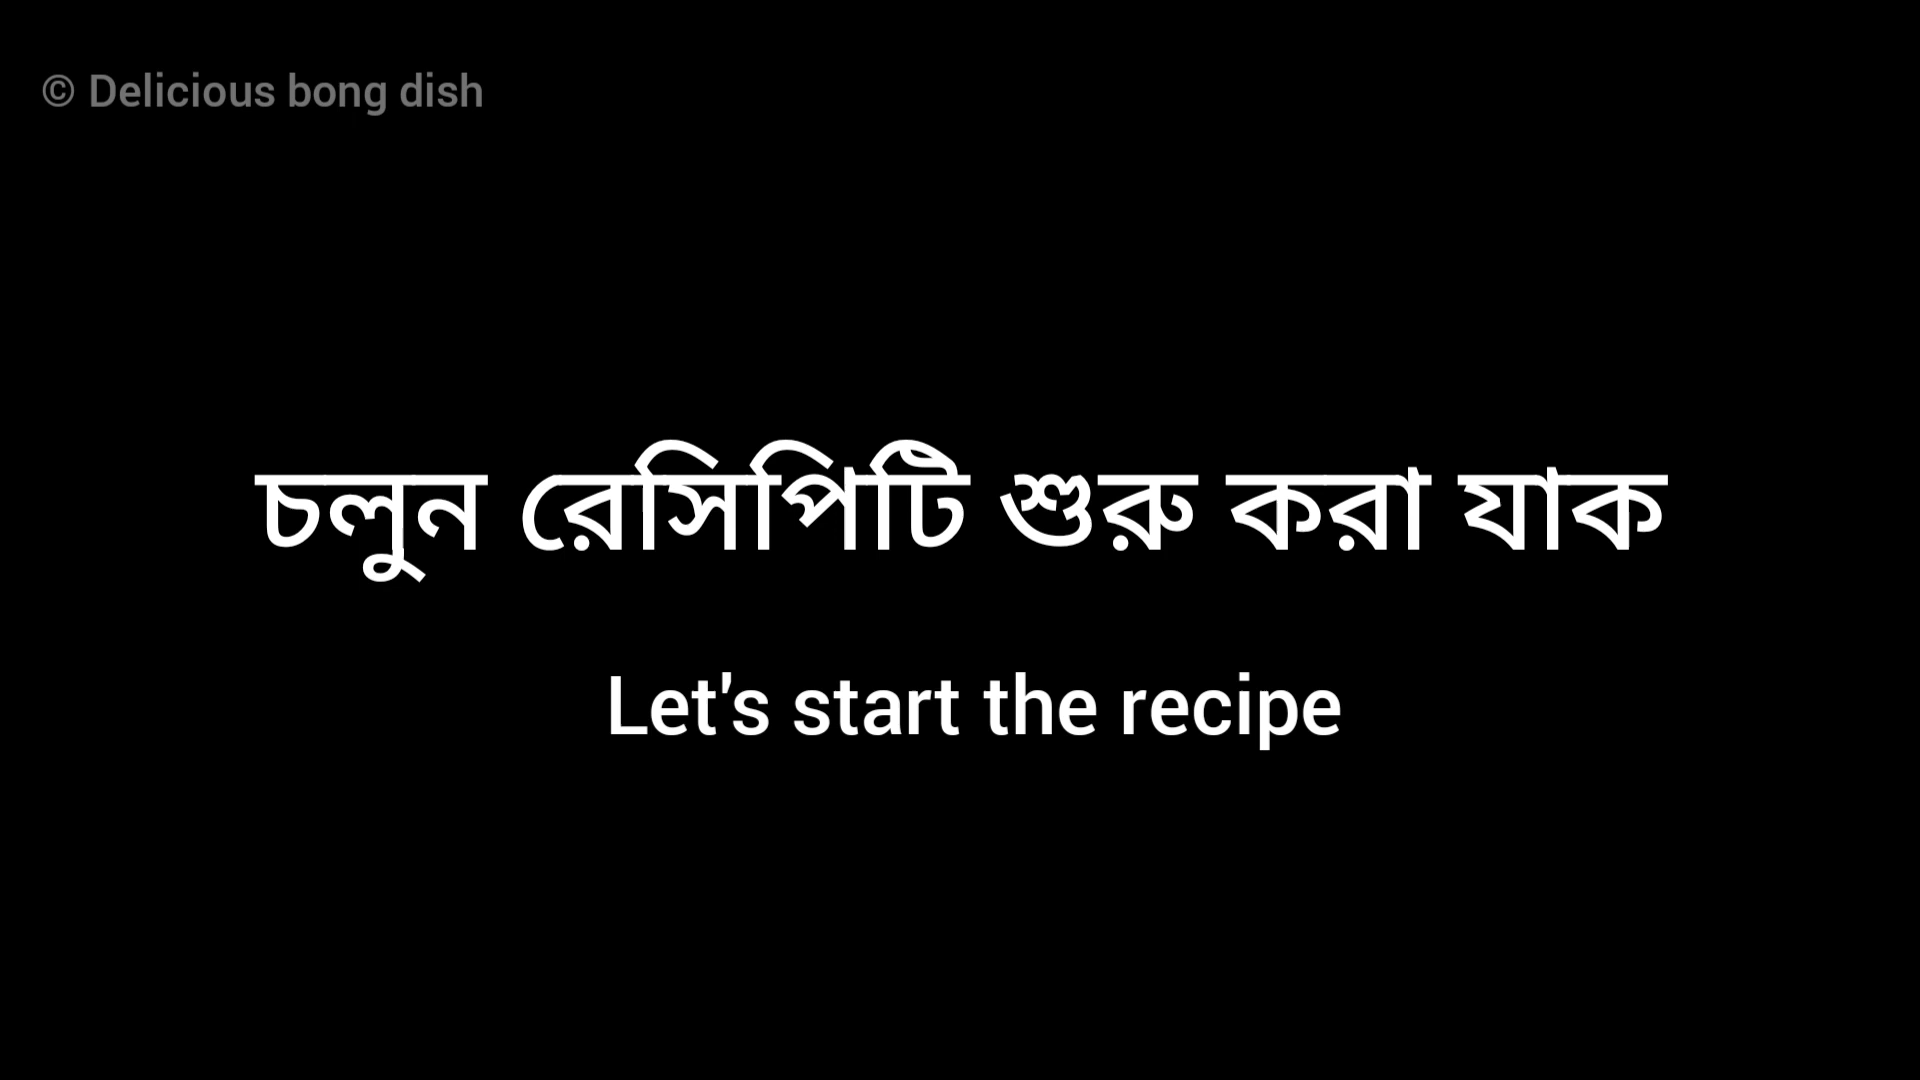 © Delicious bong dish
চলুন রেসিপিটি শুরু করা যাক
Let's start the recipe